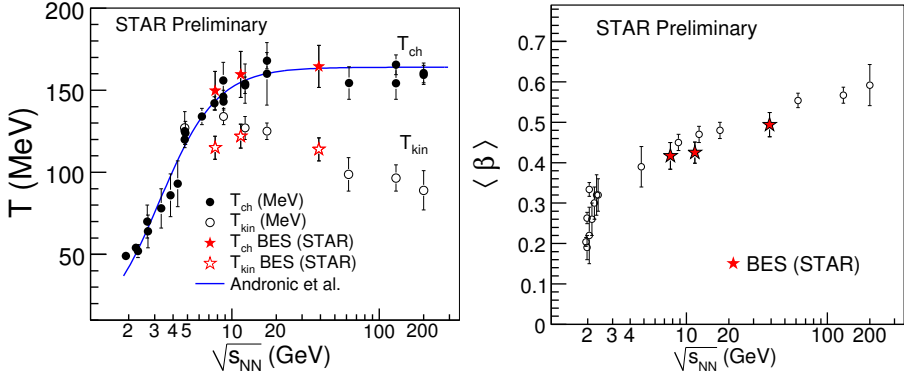 STAR Preliminary
T (MeV)
200
150
100
50
T_ch
T_kin
T_ch (MeV)
T_kin (MeV)
T_ch BES (STAR)
T_kin BES (STAR)
Andronic et al.
2 3 4 5 10 20 100 200
√s_NN (GeV)
STAR Preliminary
⟨ β ⟩
0.7
0.6
0.5
0.4
0.3
0.2
0.1
0
BES (STAR)
2 3 4 10 20 100 200
√s_NN (GeV)